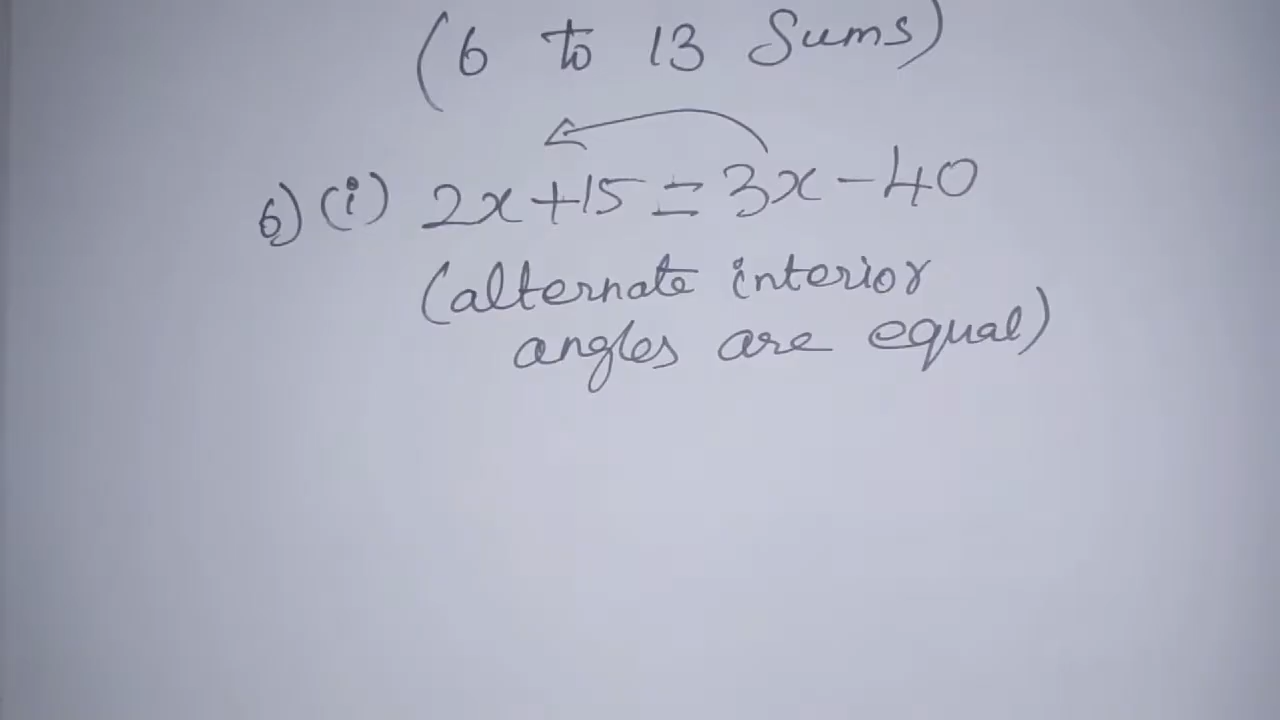 (6 to 13 Sums)
6) (i) 2x+15 = 3x-40
(alternate interior
angles are equal)